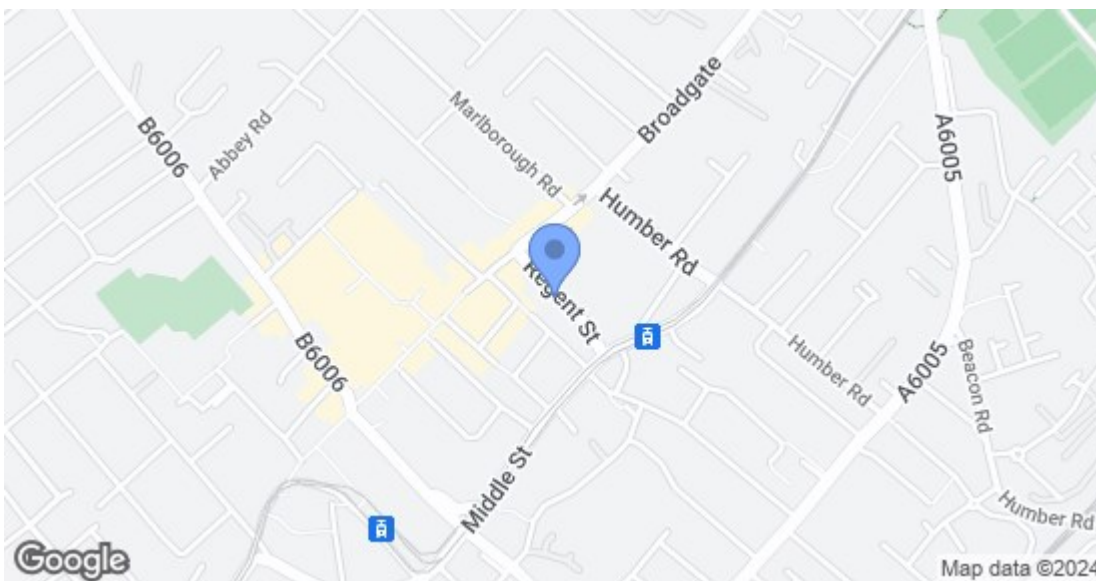 Broadgate
Marlborough Rd
A6005
B6006
Abbey Rd
Humber Rd
Regent St
B6006
Humber Rd
A6005
Beacon Rd
Middle St
Humber Rd
Google
Map data ©2024